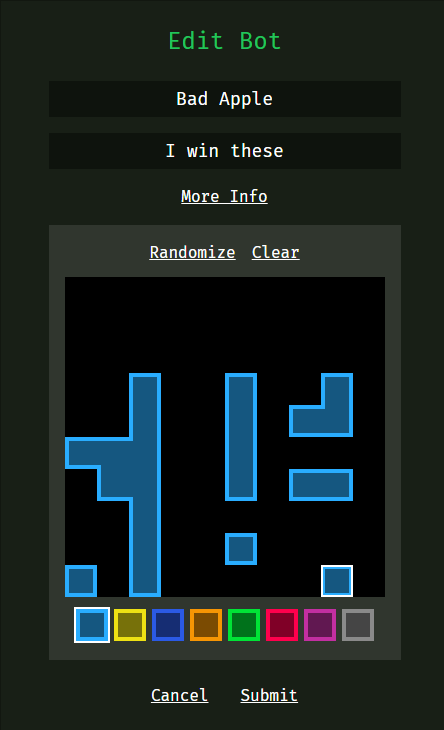 Edit Bot
Bad Apple
I win these
More Info
Randomize Clear
Cancel Submit